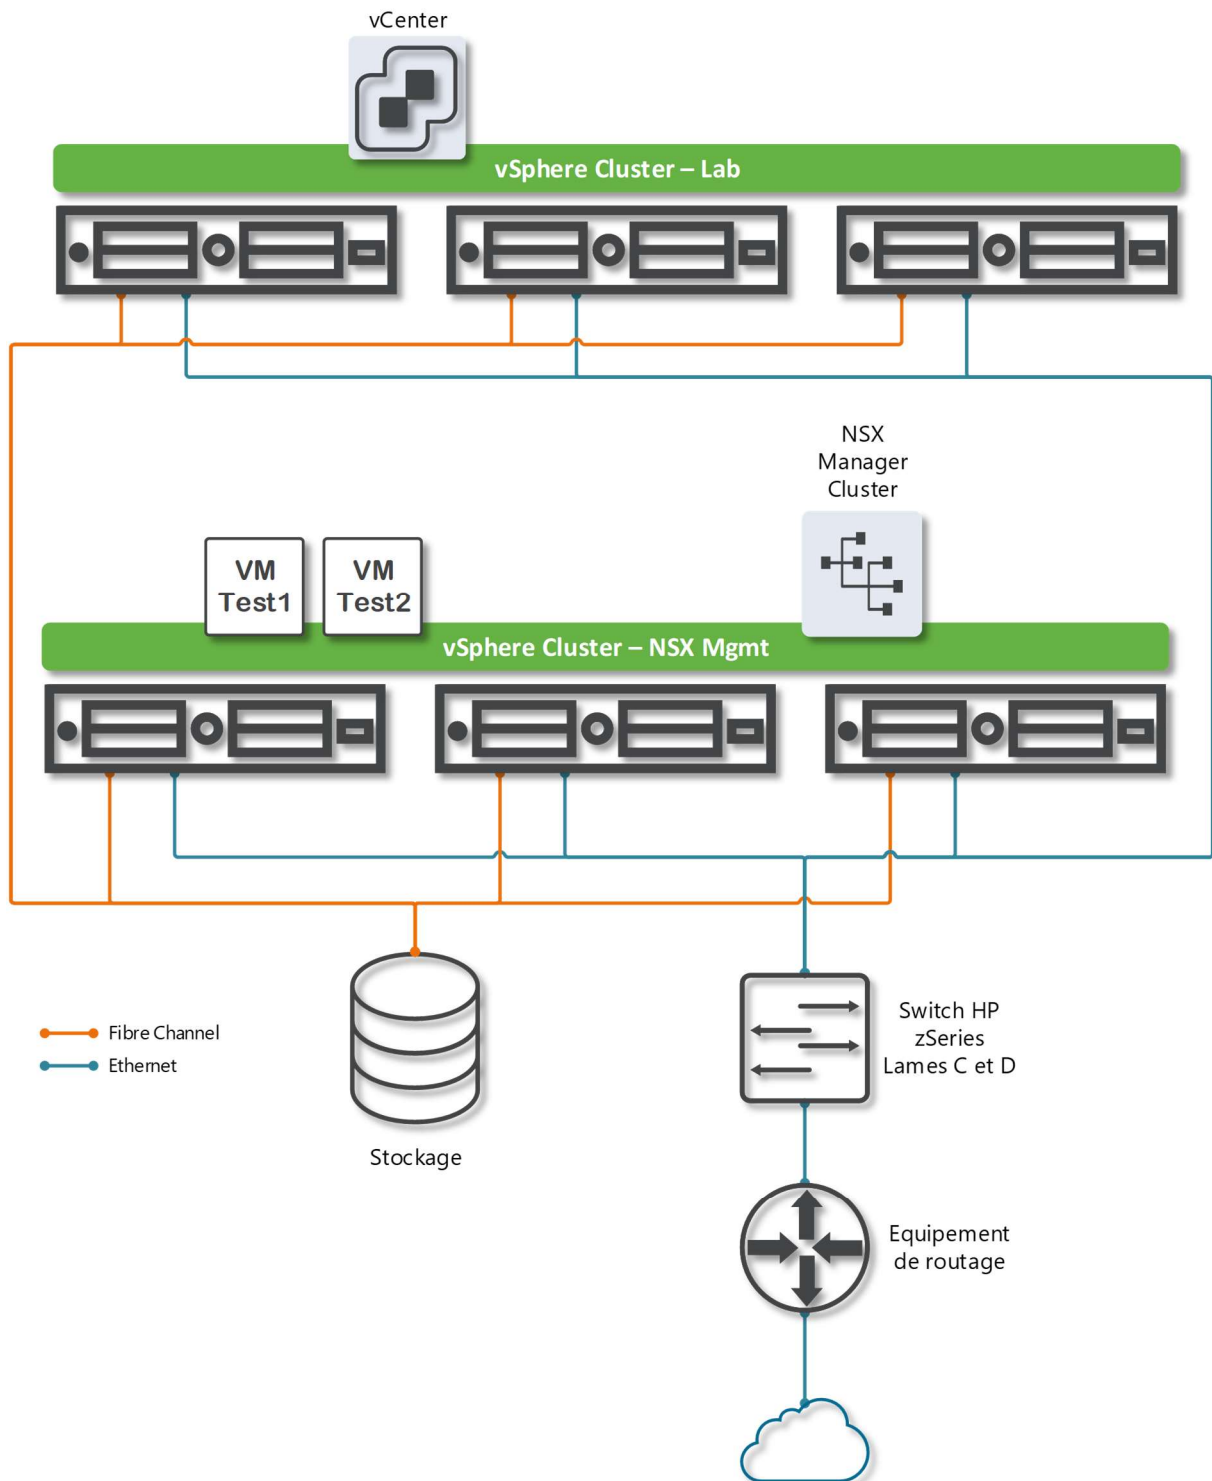 vCenter
vSphere Cluster – Lab
NSX
Manager
Cluster
VM
Test1
VM
Test2
vSphere Cluster – NSX Mgmt
Fibre Channel
Ethernet
Stockage
Switch HP
zSeries
Lames C et D
Equipement
de routage